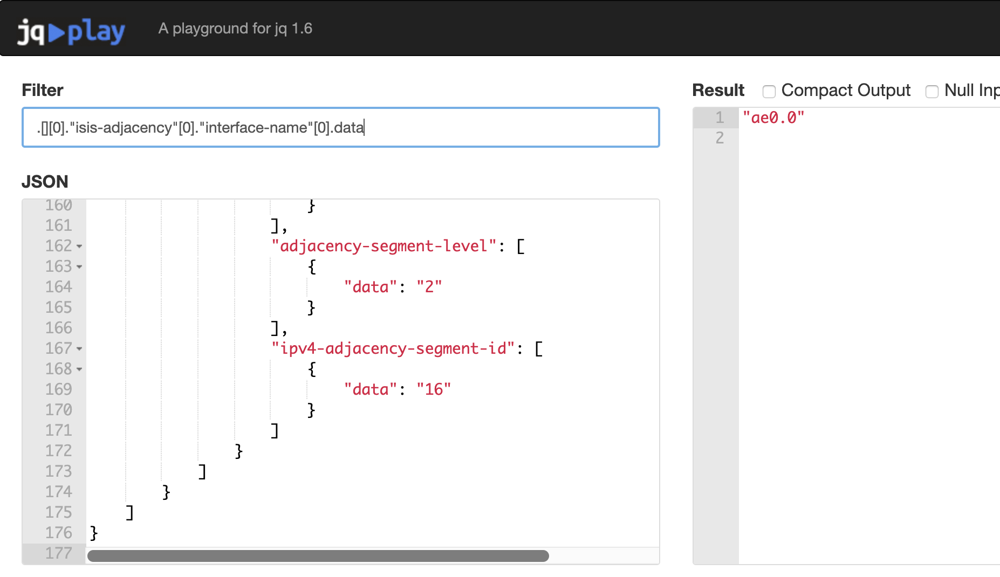 jq play A playground for jq 1.6
Filter
.[][0]."isis-adjacency"[0]."interface-name"[0].data
JSON
160 }
161 ],
162 "adjacency-segment-level": [
163 {
164 "data": "2"
165 }
166 ],
167 "ipv4-adjacency-segment-id": [
168 {
169 "data": "16"
170 }
171 ]
172 }
173 ]
174 }
175 ]
176 }
177
Result Compact Output Null Inp
1 "ae0.0"
2